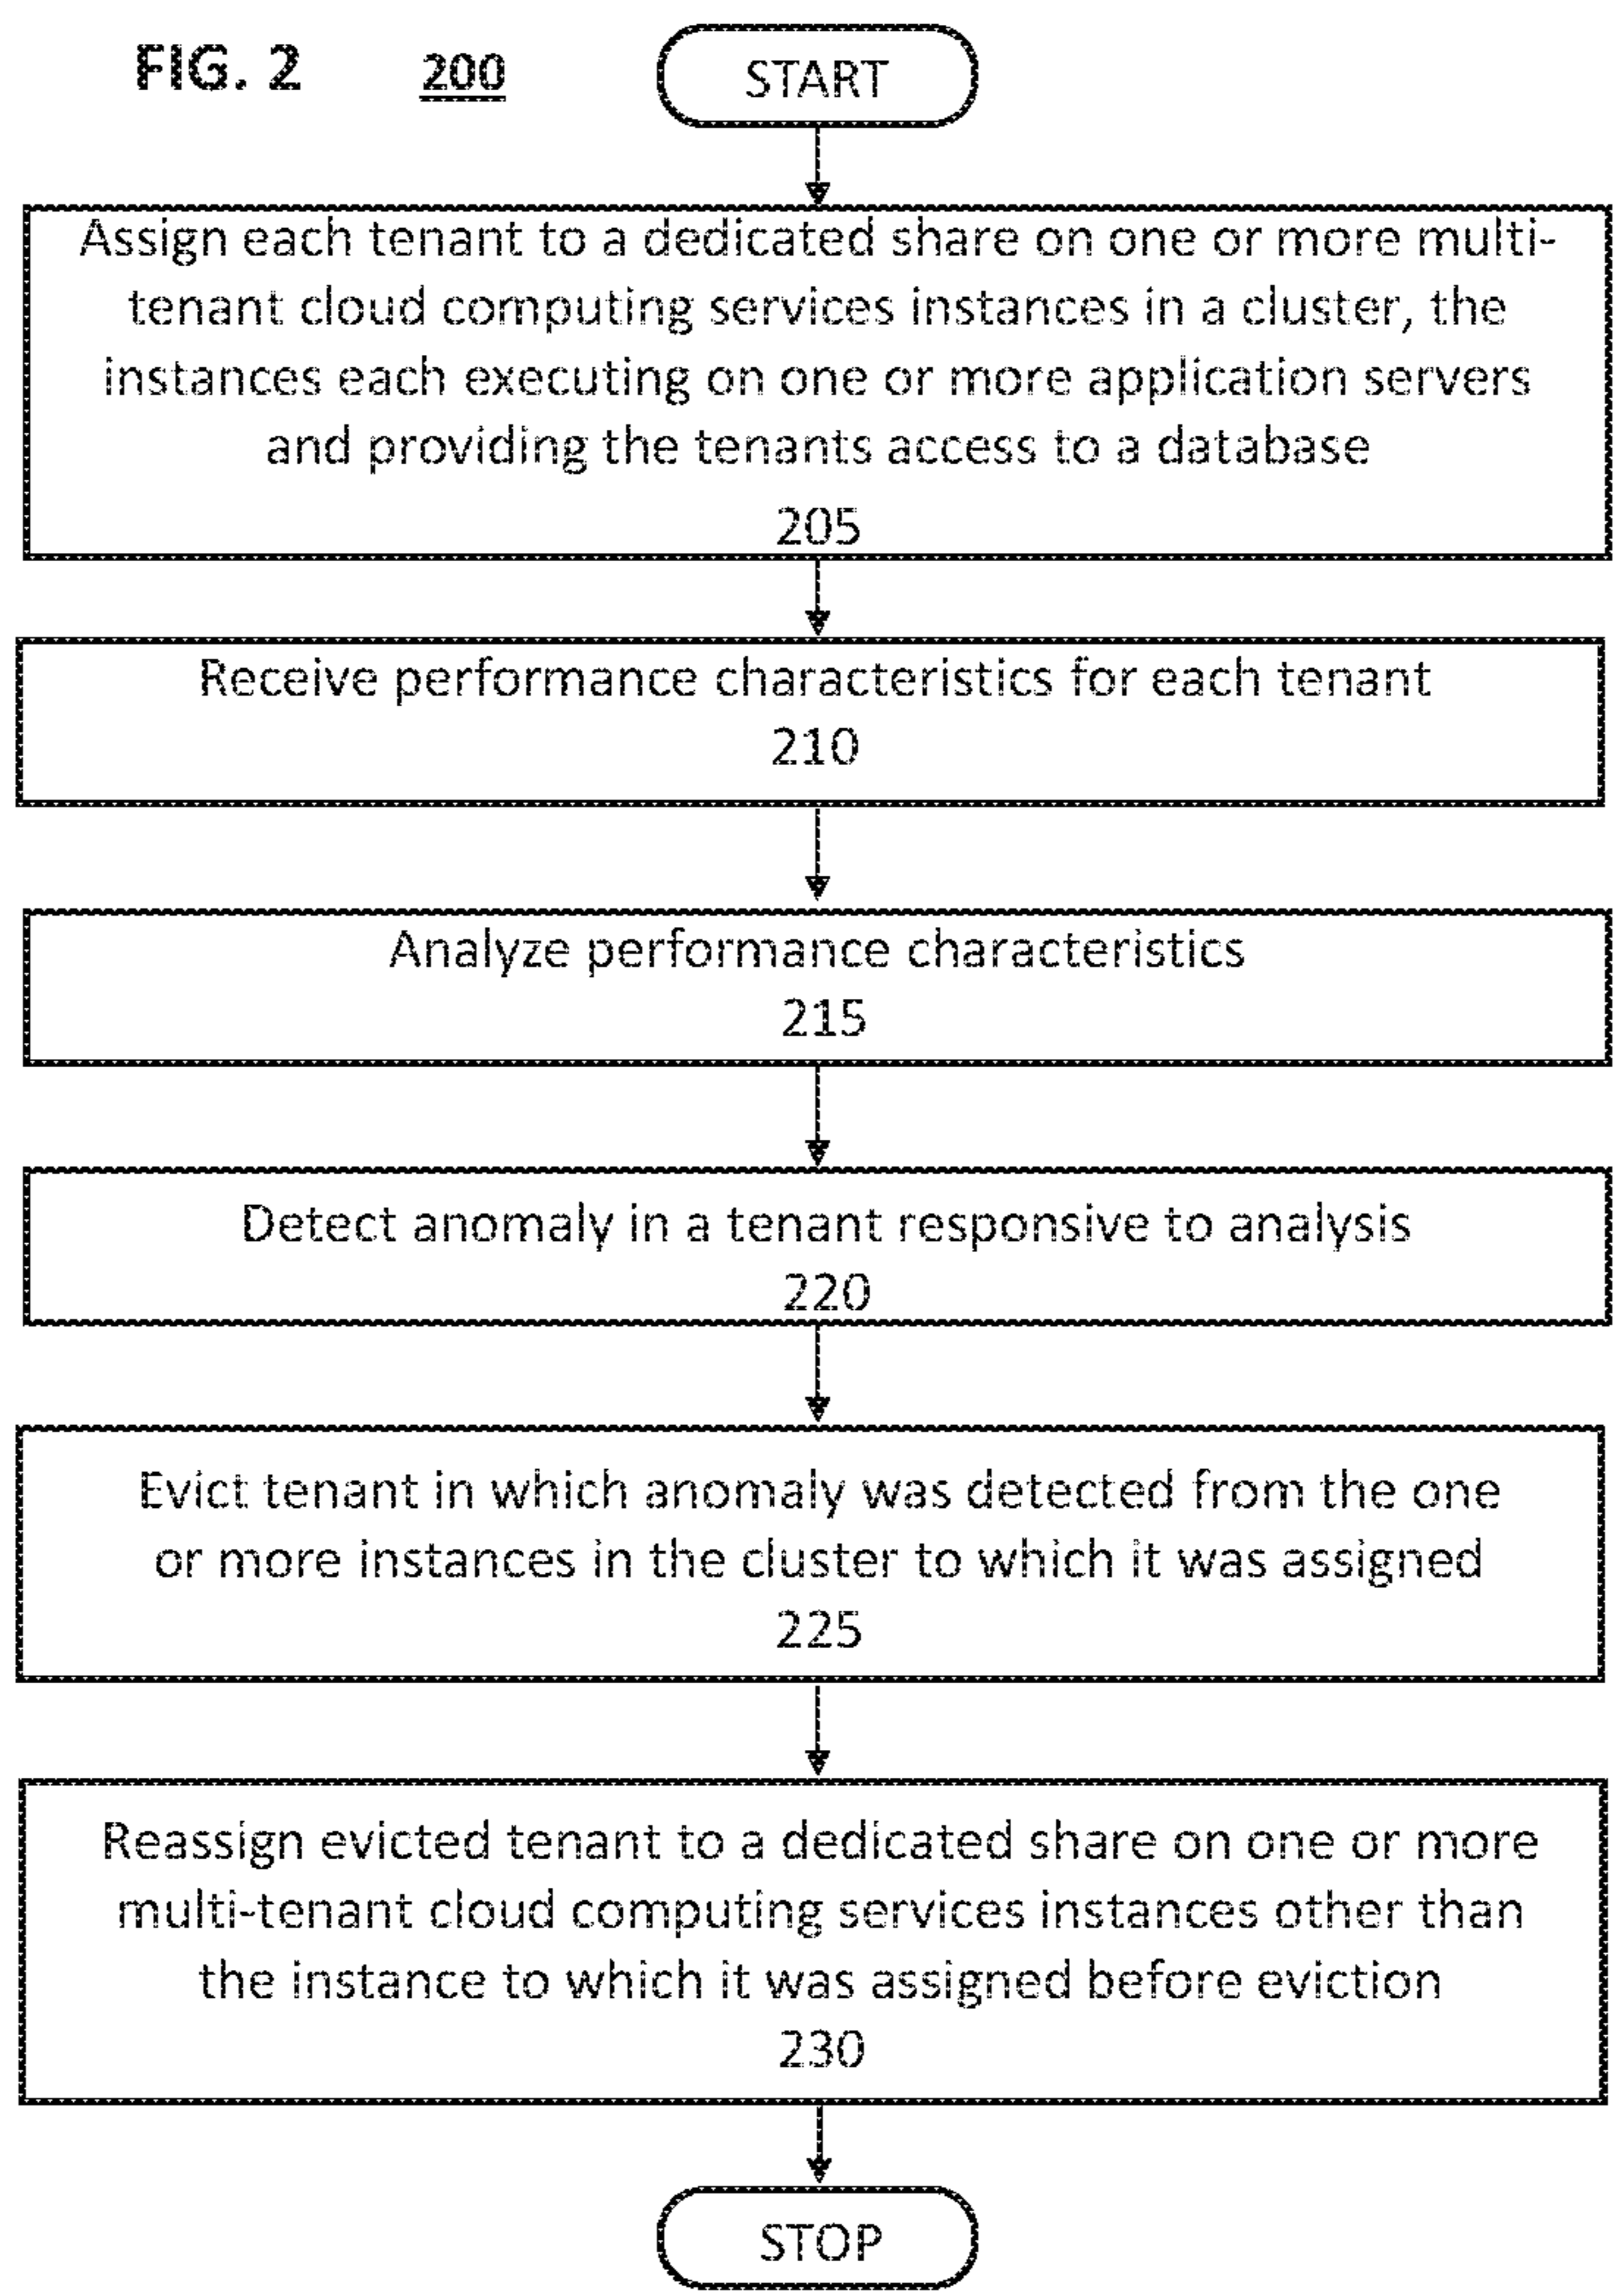 FIG. 2 200
START
Assign each tenant to a dedicated share on one or more multi-
tenant cloud computing services instances in a cluster, the
instances each executing on one or more application servers
and providing the tenants access to a database
205
Receive performance characteristics for each tenant
210
Analyze performance characteristics
215
Detect anomaly in a tenant responsive to analysis
220
Evict tenant in which anomaly was detected from the one
or more instances in the cluster to which it was assigned
225
Reassign evicted tenant to a dedicated share on one or more
multi-tenant cloud computing services instances other than
the instance to which it was assigned before eviction
230
STOP